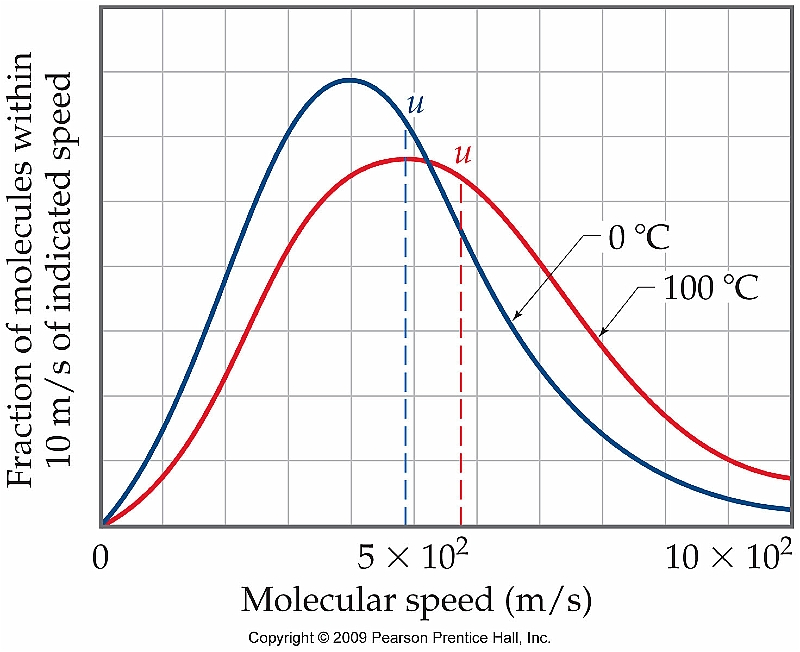 Fraction of molecules within
10 m/s of indicated speed
u
u
0 °C
100 °C
0
5 × 10²
10 × 10²
Molecular speed (m/s)
Copyright © 2009 Pearson Prentice Hall, Inc.